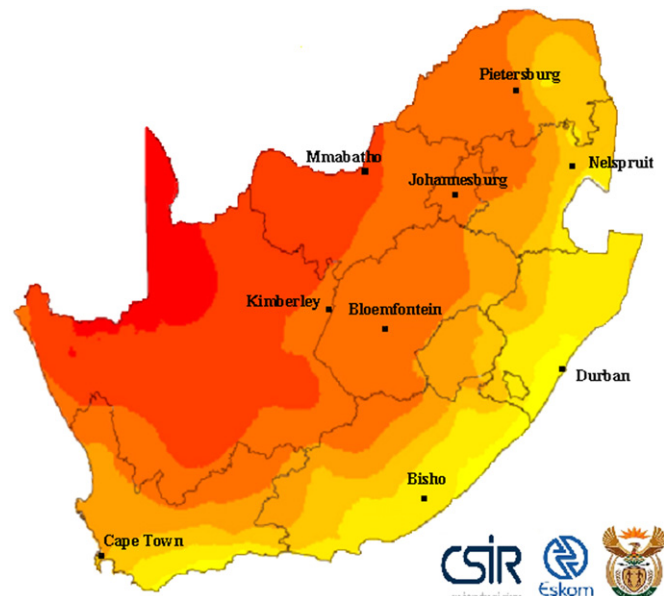 Pietersburg
Mmabatho
Nelspruit
Johannesburg
Kimberley
Bloemfontein
Durban
Bisho
Cape Town
CSIR
Eskom